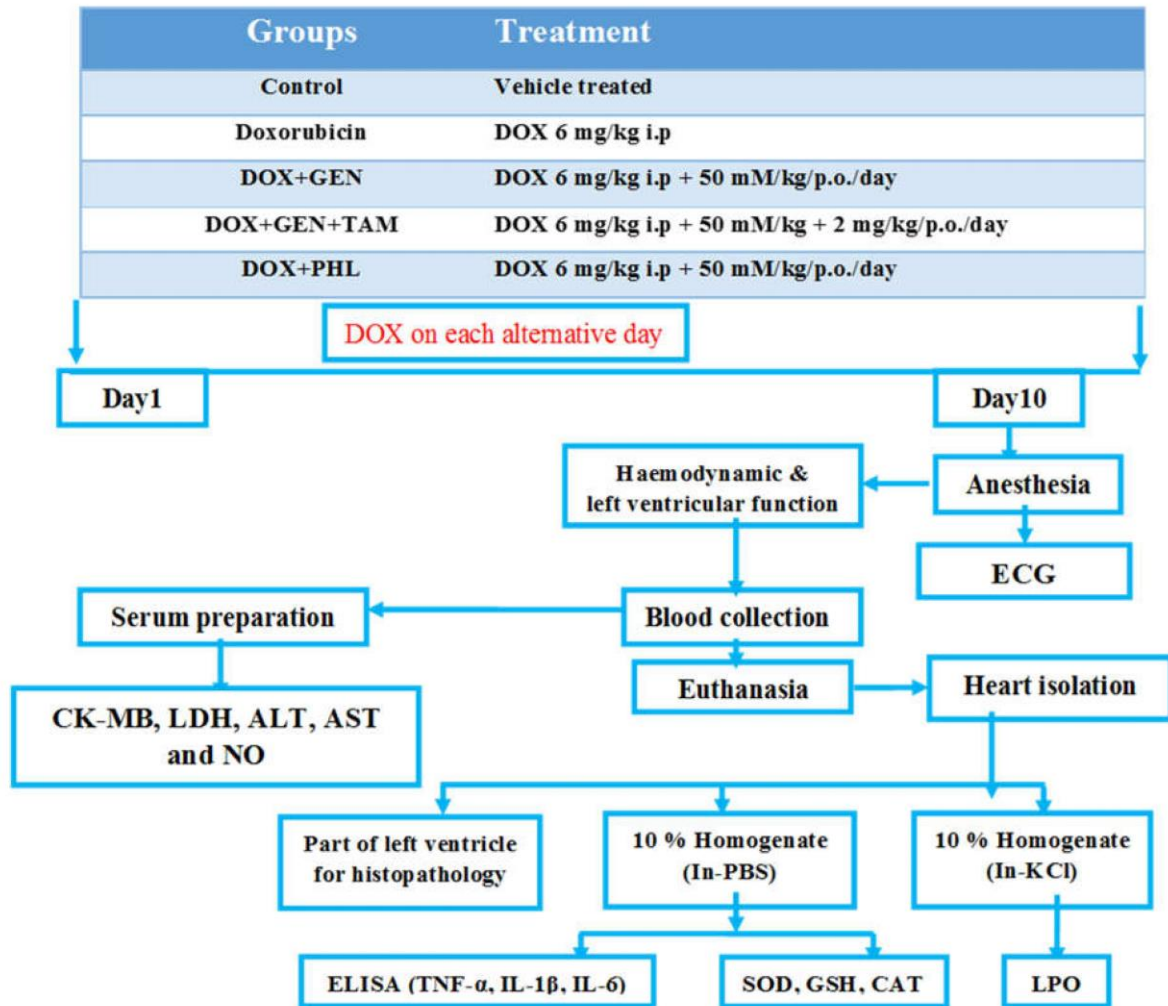 Groups Treatment
Control Vehicle treated
Doxorubicin DOX 6 mg/kg i.p
DOX+GEN DOX 6 mg/kg i.p + 50 mM/kg/p.o./day
DOX+GEN+TAM DOX 6 mg/kg i.p + 50 mM/kg + 2 mg/kg/p.o./day
DOX+PHL DOX 6 mg/kg i.p + 50 mM/kg/p.o./day
DOX on each alternative day
Day1
Day10
Haemodynamic &
left ventricular function
Anesthesia
ECG
Serum preparation
Blood collection
Euthanasia
Heart isolation
CK-MB, LDH, ALT, AST
and NO
Part of left ventricle
for histopathology
10 % Homogenate
(In-PBS)
10 % Homogenate
(In-KCl)
ELISA (TNF-α, IL-1β, IL-6)
SOD, GSH, CAT
LPO